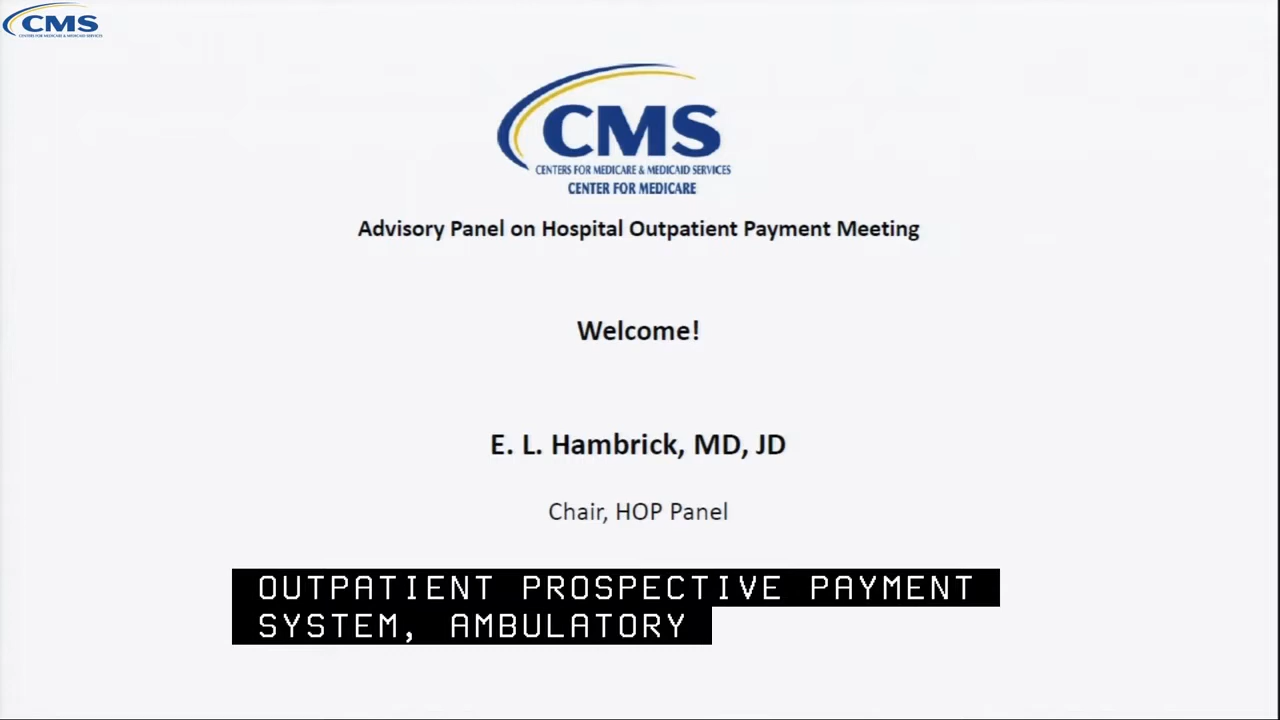 CMS
CENTERS FOR MEDICARE & MEDICAID SERVICES
CMS
CENTERS FOR MEDICARE & MEDICAID SERVICES
CENTER FOR MEDICARE
Advisory Panel on Hospital Outpatient Payment Meeting
Welcome!
E. L. Hambrick, MD, JD
Chair, HOP Panel
OUTPATIENT PROSPECTIVE PAYMENT
SYSTEM, AMBULATORY